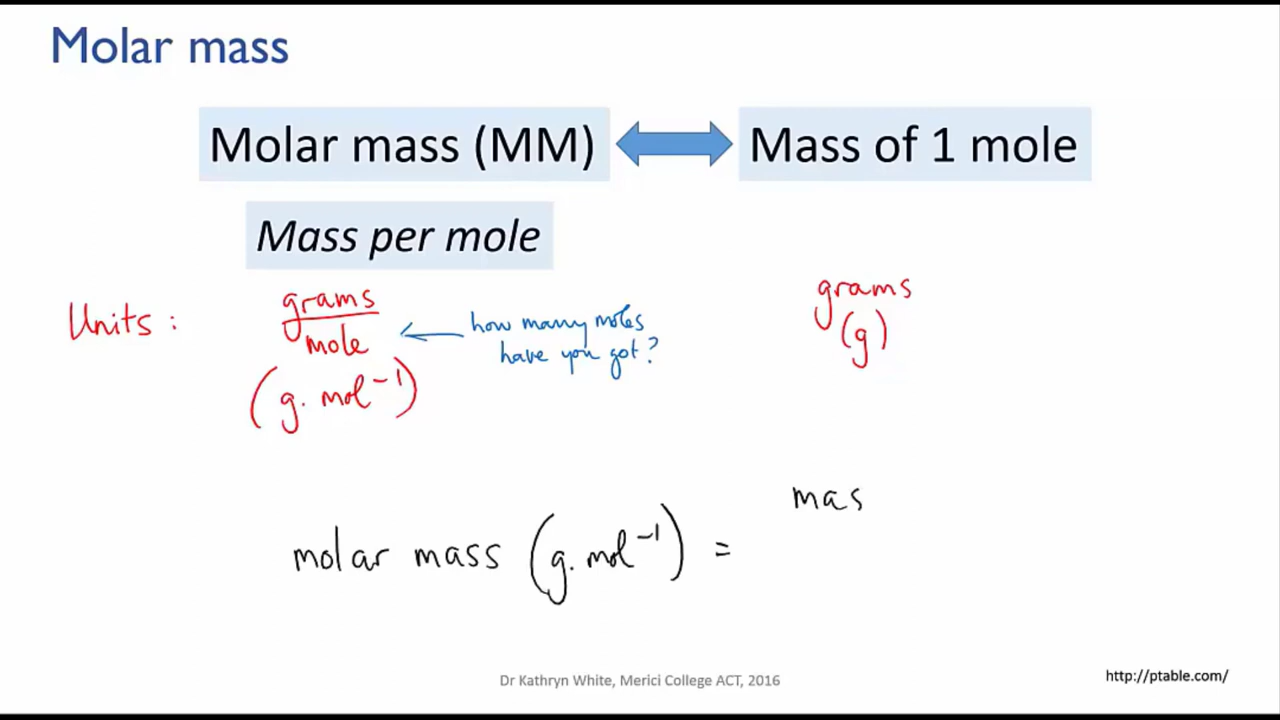 Molar mass
Molar mass (MM)
Mass of 1 mole
Mass per mole
Units :
grams
mole
(g. mol⁻¹)
how many moles
have you got?
grams
(g)
mas
molar mass (g. mol⁻¹) =
Dr Kathryn White, Merici College ACT, 2016
http://ptable.com/